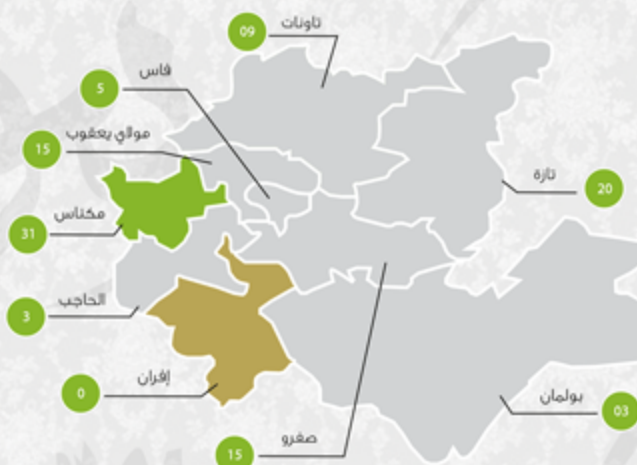 تاونات
09
فاس
5
مولاي يعقوب
15
تازة
20
مكناس
31
الحاجب
3
إفران
0
بولمان
03
صفرو
15